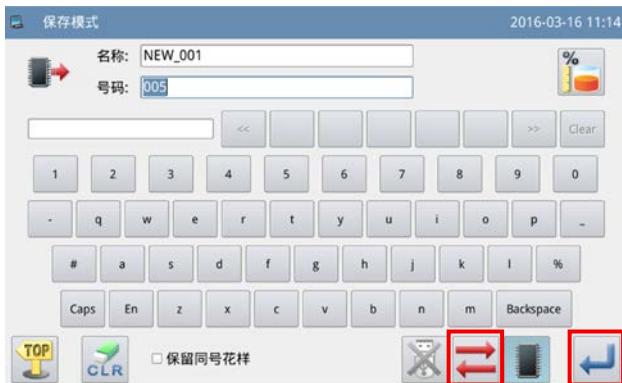 保存模式 2016-03-16 11:14
名称: NEW_001
%
号码: 005
<< >> Clear
1 2 3 4 5 6 7 8 9 0
- q w e r t y u i o p _
# a s d f g h j k l %
Caps En z x c v b n m Backspace
TOP CLR 保留同号花样